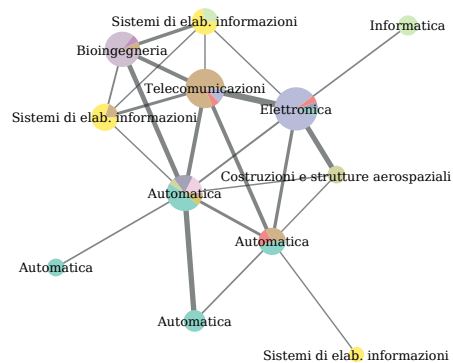 Sistemi di elab. informazioni
Informatica
Bioingegneria
Telecomunicazioni
Elettronica
Sistemi di elab. informazioni
Costruzioni e strutture aerospaziali
Automatica
Automatica
Automatica
Automatica
Sistemi di elab. informazioni